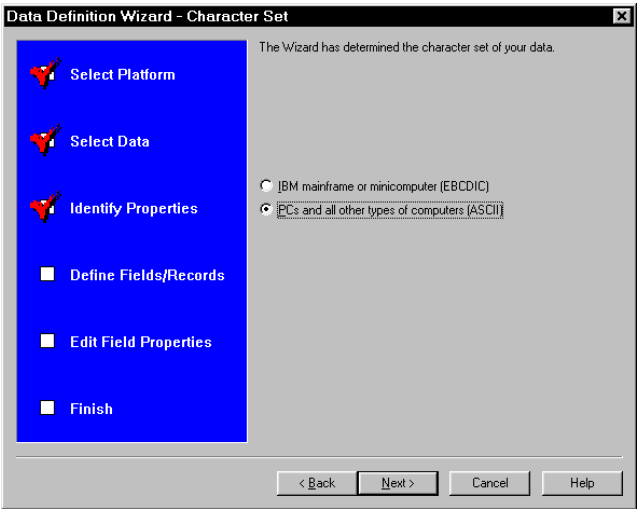 Data Definition Wizard - Character Set
Select Platform
Select Data
Identify Properties
Define Fields/Records
Edit Field Properties
Finish
The Wizard has determined the character set of your data.
IBM mainframe or minicomputer (EBCDIC)
PCs and all other types of computers (ASCII)
< Back
Next >
Cancel
Help